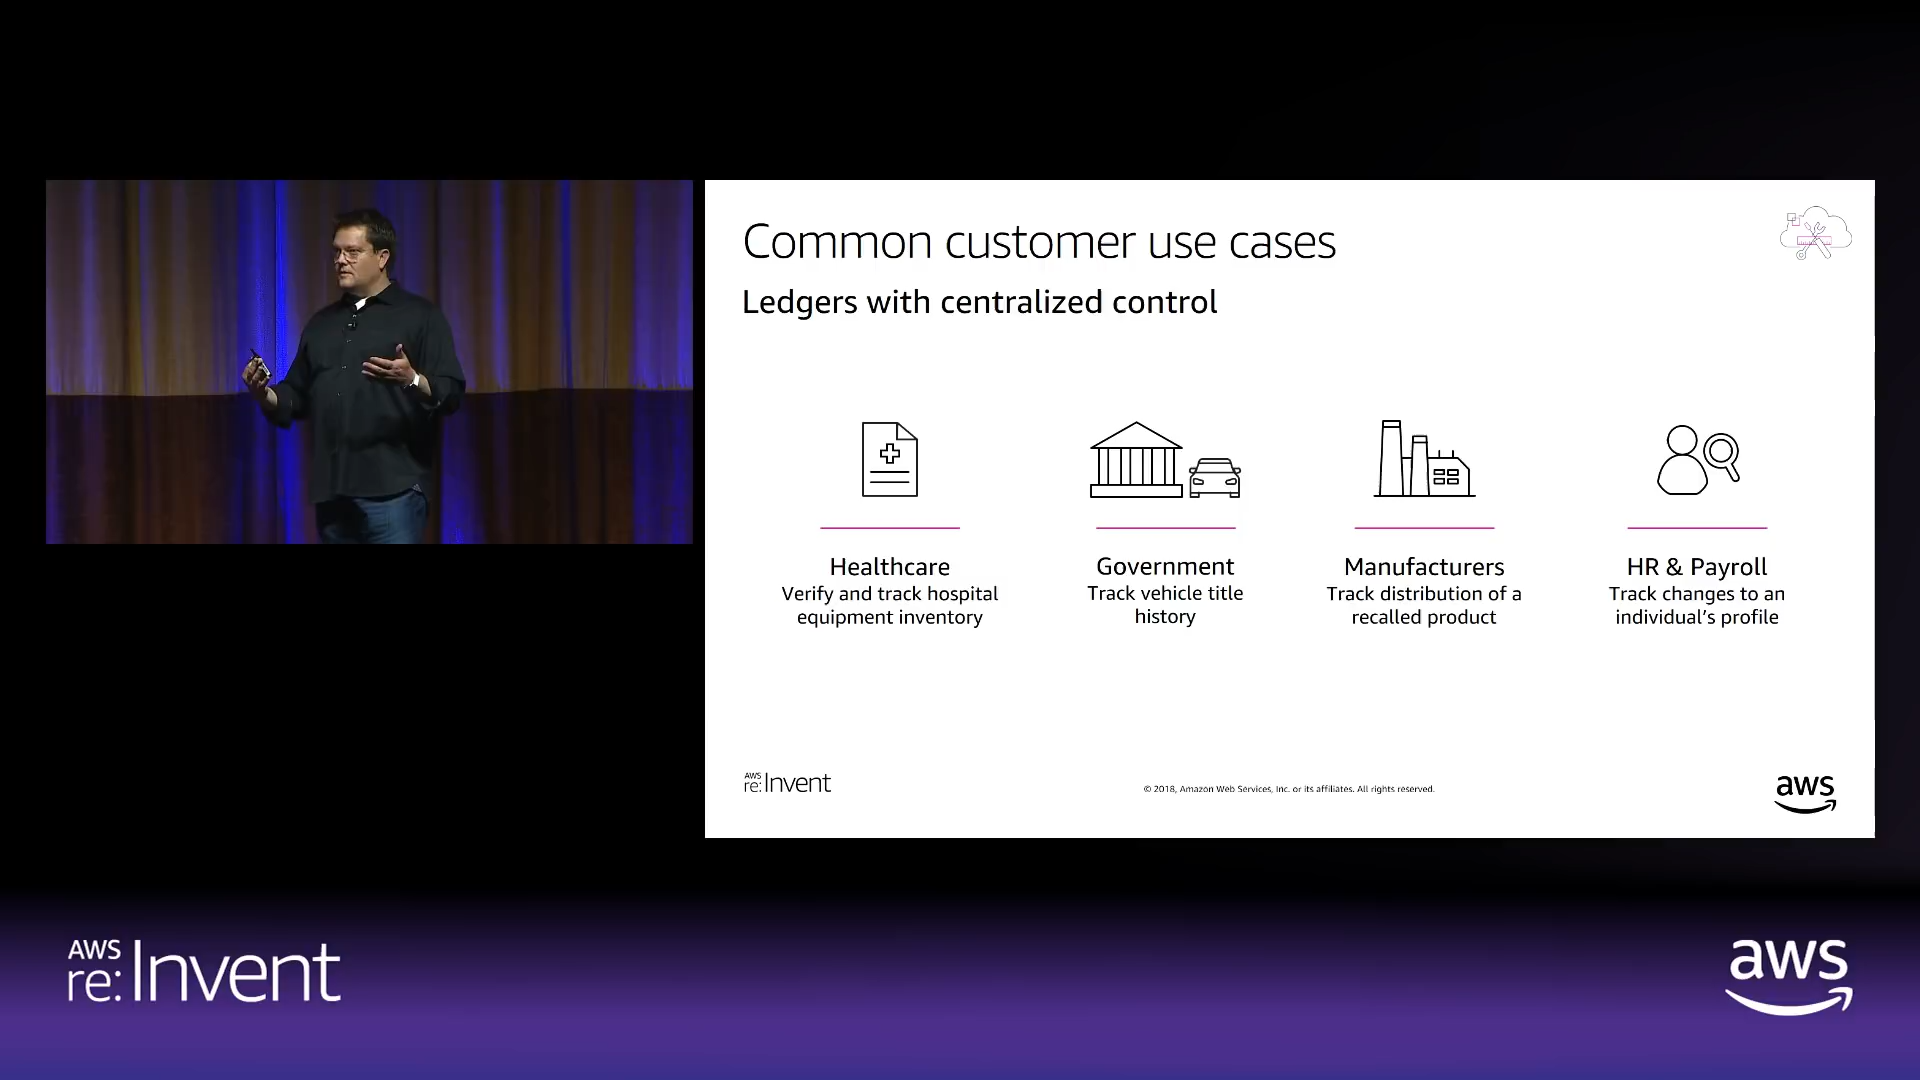 Common customer use cases
Ledgers with centralized control
Healthcare
Verify and track hospital
equipment inventory
Government
Track vehicle title
history
Manufacturers
Track distribution of a
recalled product
HR & Payroll
Track changes to an
individual's profile
AWS
re:Invent
© 2018, Amazon Web Services, Inc. or its affiliates. All rights reserved.
aws
AWS
re:Invent
aws